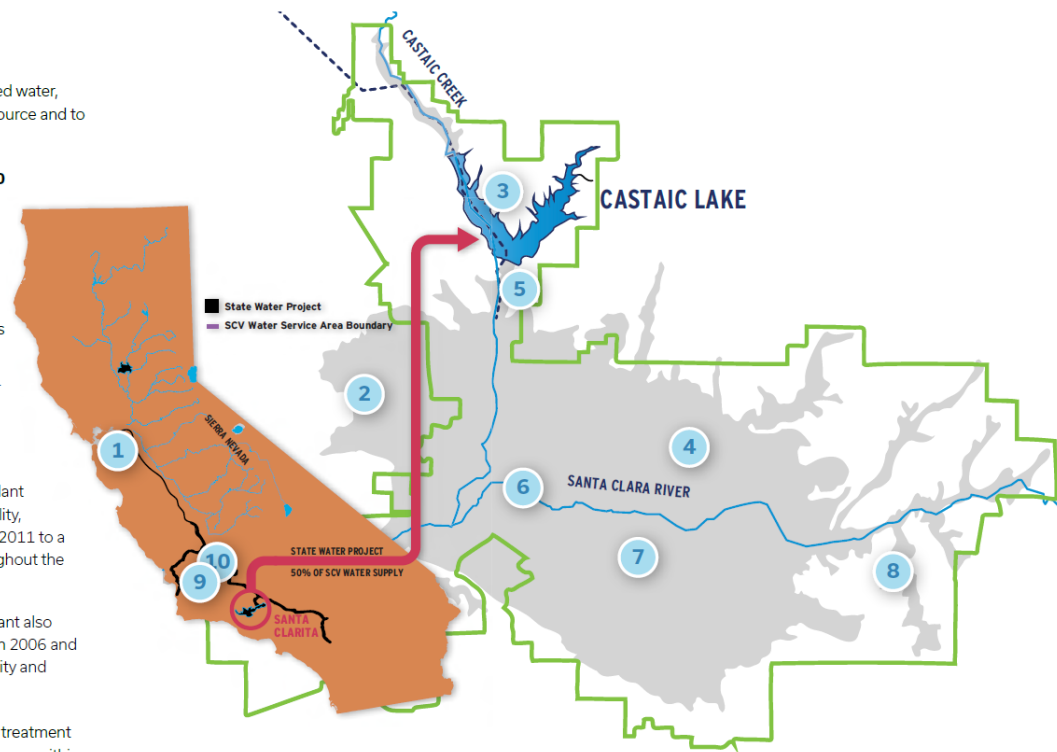 ed water,
ource and to
CASTAIC CREEK
3
CASTAIC LAKE
State Water Project
SCV Water Service Area Boundary
5
s
2
SIERRA NEVADA
1
4
6
SANTA CLARA RIVER
lant
lity,
2011 to a
ghout the
STATE WATER PROJECT
50% OF SCV WATER SUPPLY
7
8
10
9
SANTA
CLARITA
ant also
n 2006 and
ity and
treatment